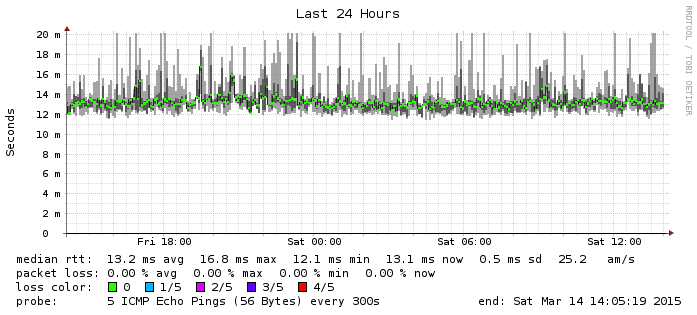 Last 24 Hours
RRDTOOL / TOBI OETIKER
Seconds
20 m
18 m
16 m
14 m
12 m
10 m
8 m
6 m
4 m
2 m
0
Fri 18:00 Sat 00:00 Sat 06:00 Sat 12:00
median rtt: 13.2 ms avg 16.8 ms max 12.1 ms min 13.1 ms now 0.5 ms sd 25.2 am/s
packet loss: 0.00 % avg 0.00 % max 0.00 % min 0.00 % now
loss color: 0 1/5 2/5 3/5 4/5
probe: 5 ICMP Echo Pings (56 Bytes) every 300s end: Sat Mar 14 14:05:19 2015